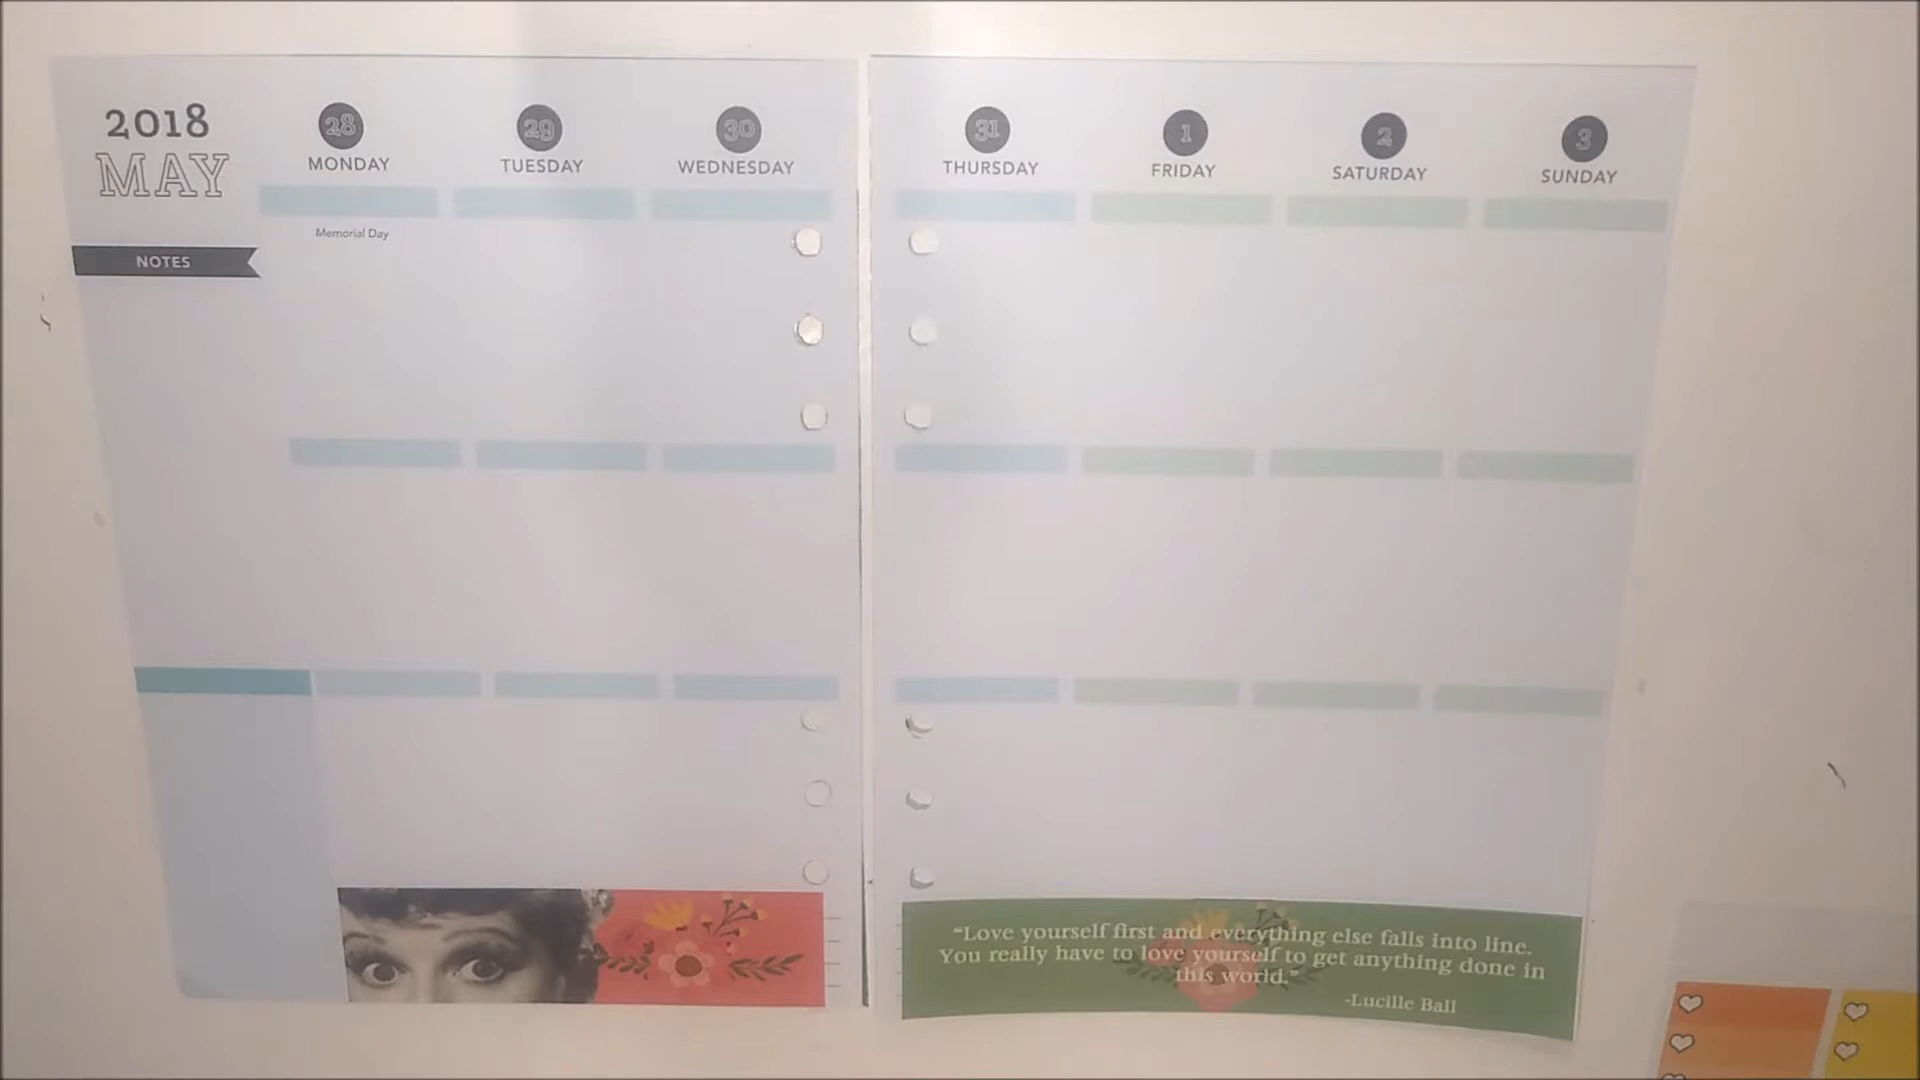 2018
MAY
NOTES
28
MONDAY
Memorial Day
29
TUESDAY
30
WEDNESDAY
31
THURSDAY
1
FRIDAY
2
SATURDAY
3
SUNDAY
“Love yourself first and everything else falls into line.
You really have to love yourself to get anything done in
this world.”
-Lucille Ball